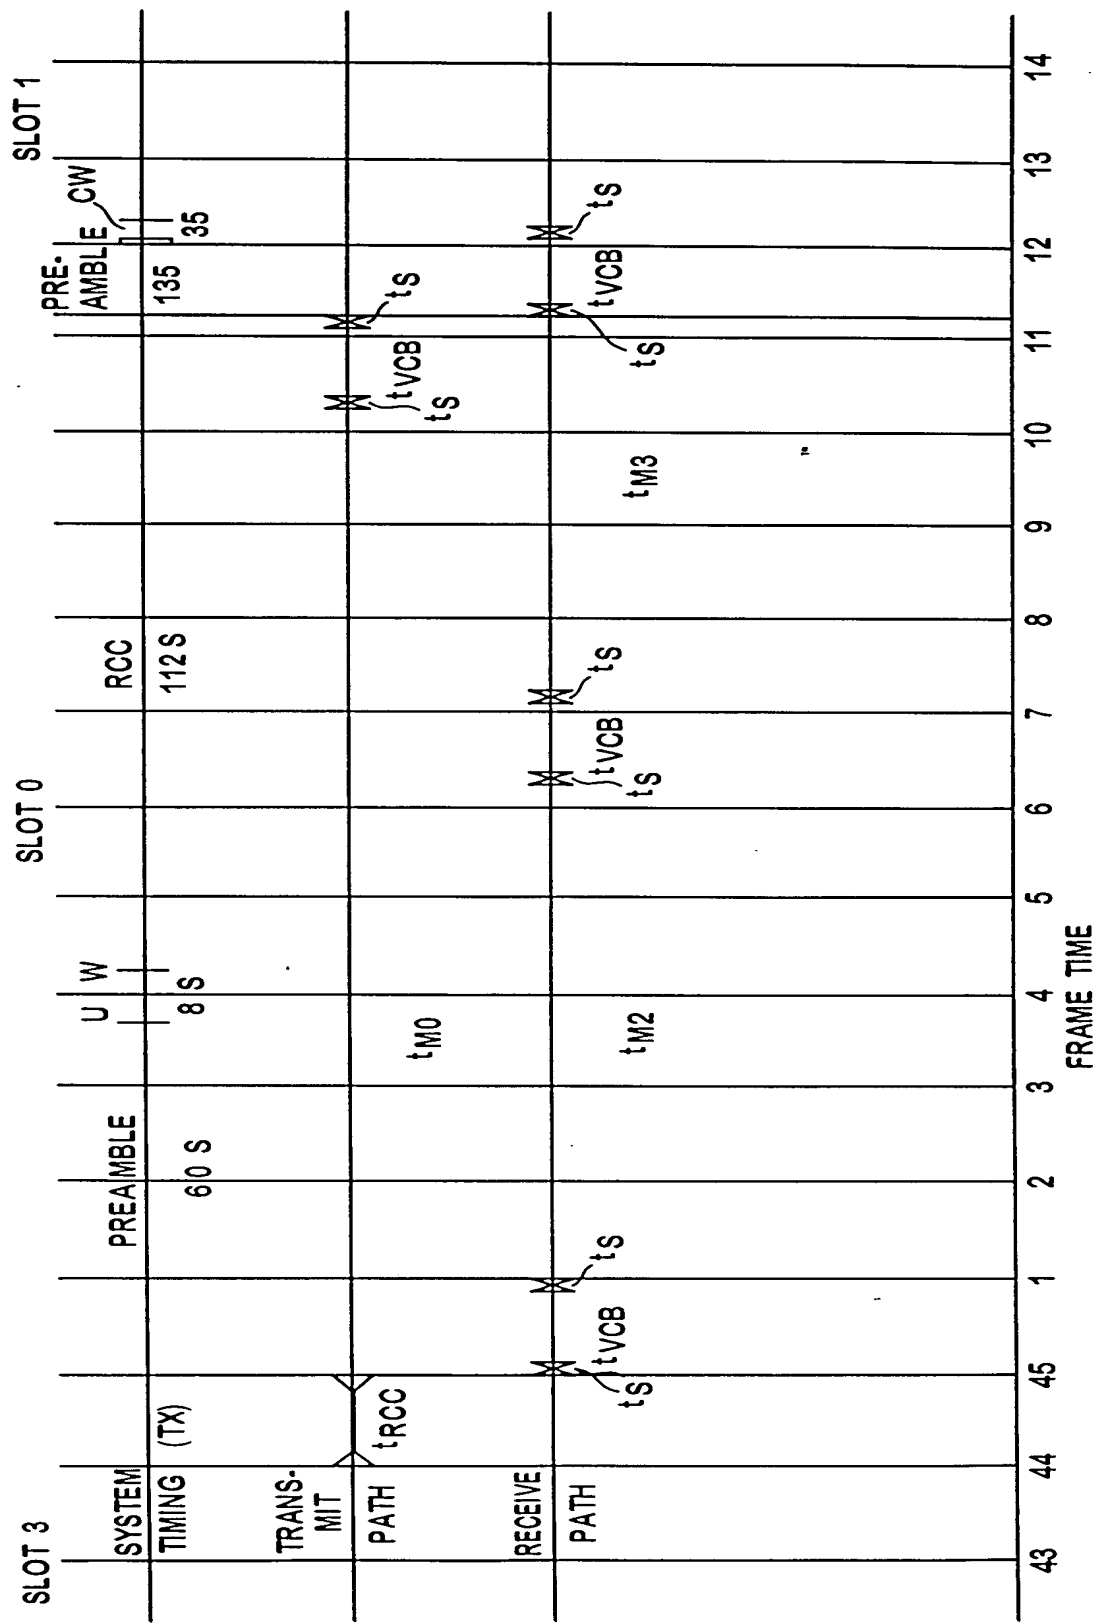 SLOT 3
SLOT 0
SLOT 1
SYSTEM
TIMING
(TX)
PREAMBLE
60 S
U W
8 S
RCC
112 S
PRE-
AMBLE
135
CW
35
TRANS-
MIT
PATH
tRCC
tM0
tS
tVCB
tS
RECEIVE
PATH
tS
tVCB
tS
tM2
tS
tVCB
tS
tM3
tS
tVCB
tS
43 44 45 1 2 3 4 5 6 7 8 9 10 11 12 13 14
FRAME TIME